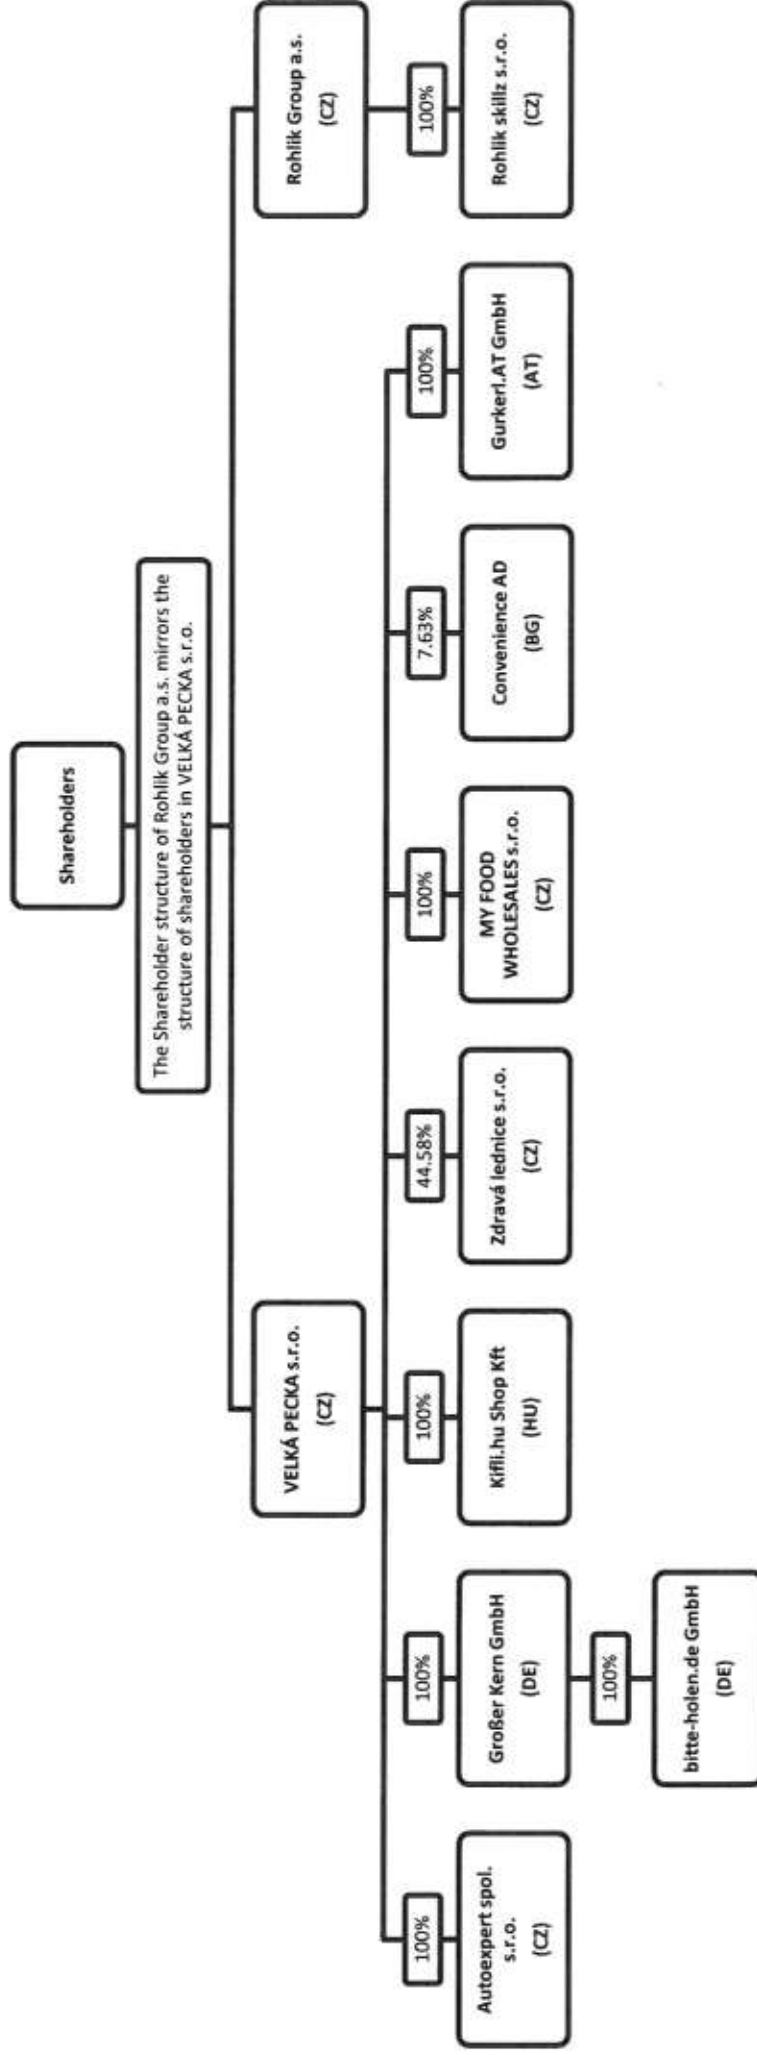 Shareholders
The Shareholder structure of Rohlik Group a.s. mirrors the
structure of shareholders in VELKÁ PECKA s.r.o.
VELKÁ PECKA s.r.o.
(CZ)
Rohlik Group a.s.
(CZ)
100%
100%
100%
44.58%
100%
7.63%
100%
100%
Autoexpert spol.
s.r.o.
(CZ)
Großer Kern GmbH
(DE)
Kifli.hu Shop Kft
(HU)
Zdravá lednice s.r.o.
(CZ)
MY FOOD
WHOLESALES s.r.o.
(CZ)
Convenience AD
(BG)
Gurkerl.AT GmbH
(AT)
Rohlik skillz s.r.o.
(CZ)
100%
bitte-holen.de GmbH
(DE)